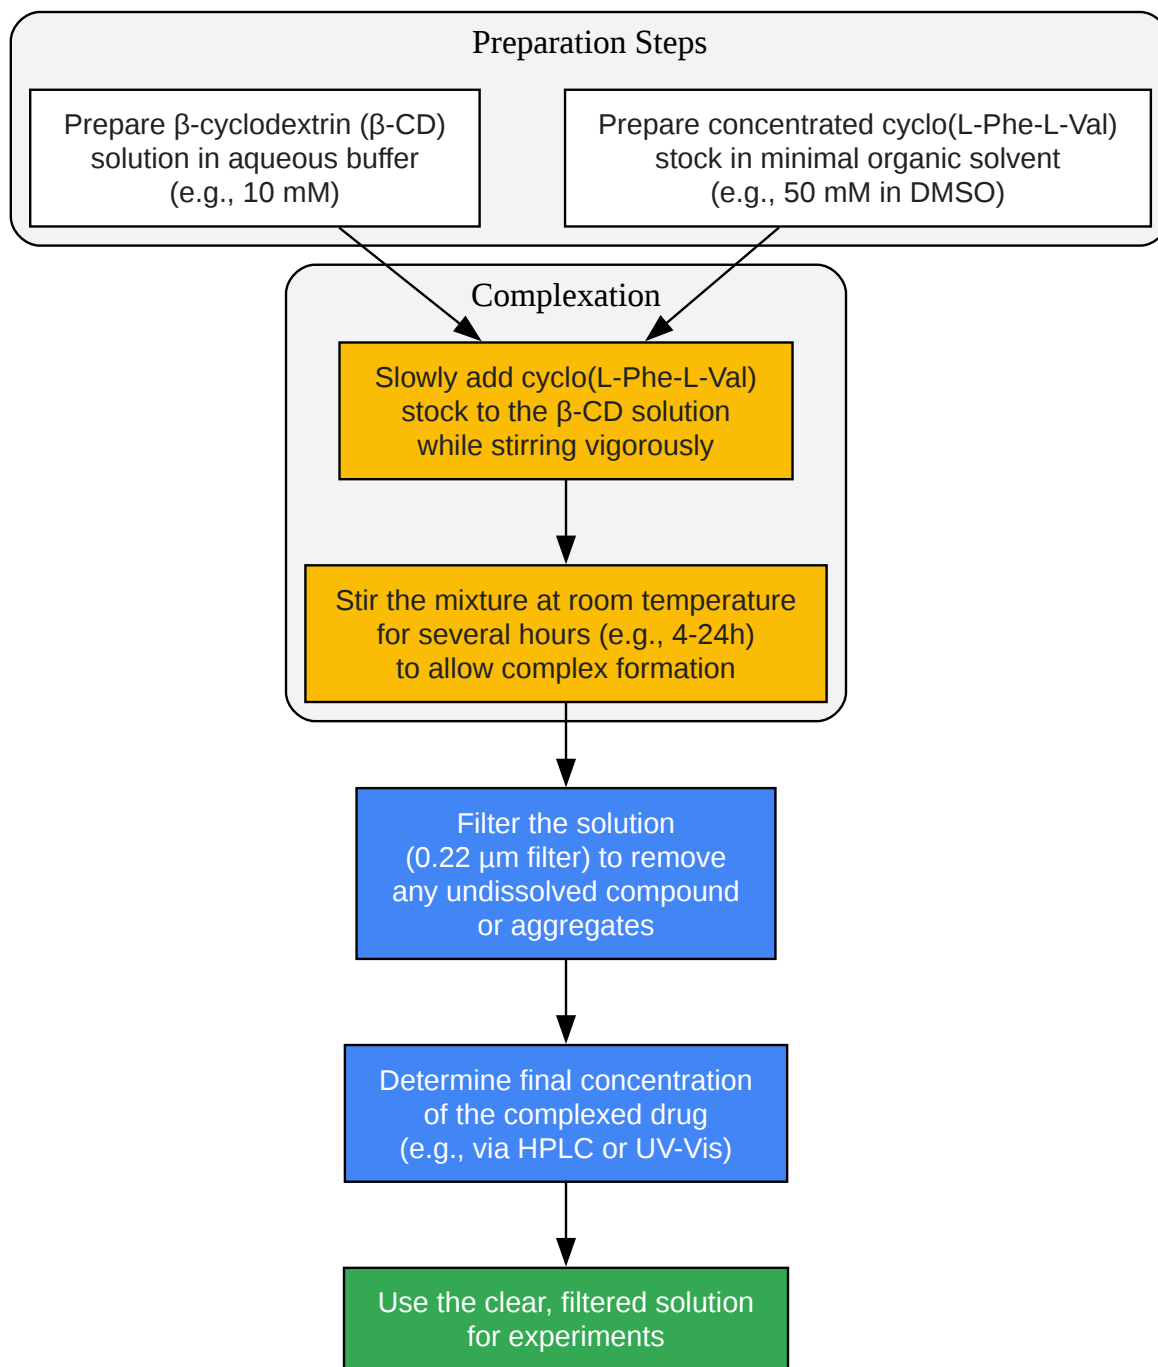 Preparation Steps
Prepare β-cyclodextrin (β-CD)
solution in aqueous buffer
(e.g., 10 mM)
Prepare concentrated cyclo(L-Phe-L-Val)
stock in minimal organic solvent
(e.g., 50 mM in DMSO)
Complexation
Slowly add cyclo(L-Phe-L-Val)
stock to the β-CD solution
while stirring vigorously
Stir the mixture at room temperature
for several hours (e.g., 4-24h)
to allow complex formation
Filter the solution
(0.22 µm filter) to remove
any undissolved compound
or aggregates
Determine final concentration
of the complexed drug
(e.g., via HPLC or UV-Vis)
Use the clear, filtered solution
for experiments